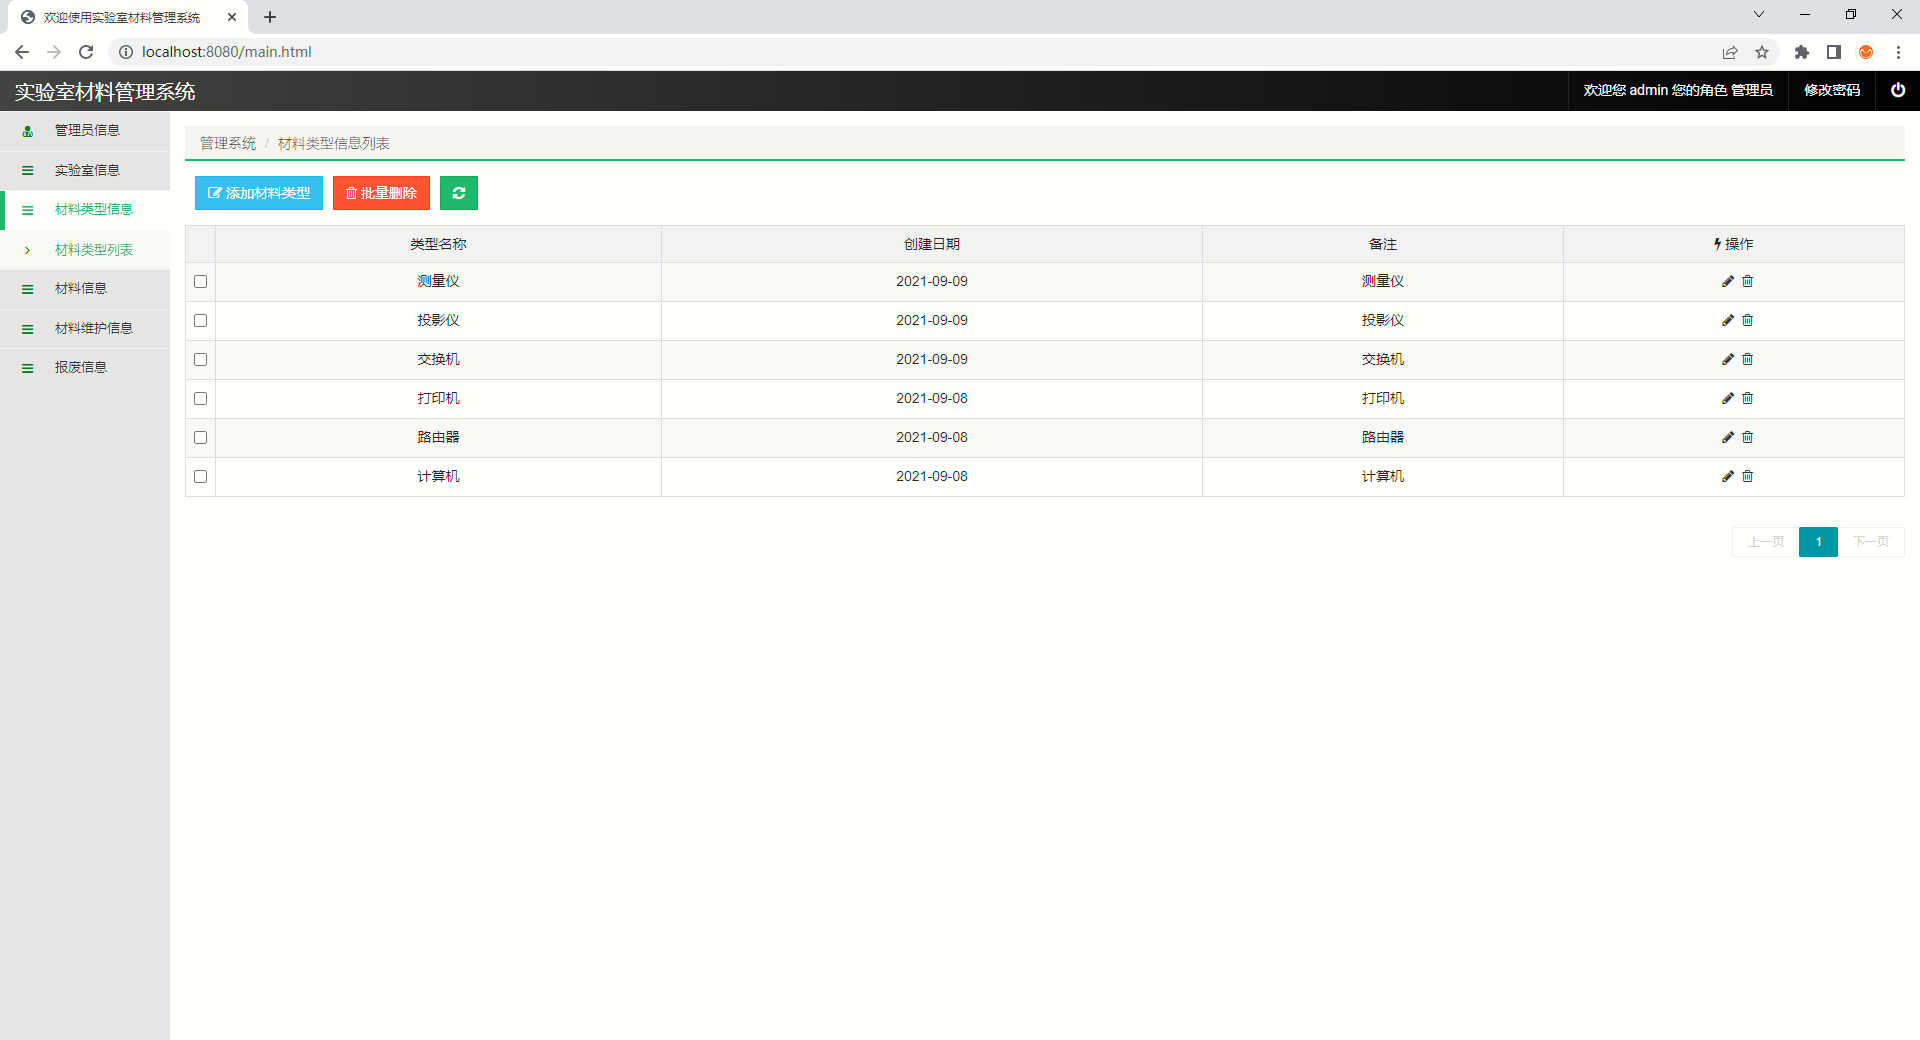 欢迎使用实验室材料管理系统
localhost:8080/main.html
实验室材料管理系统
欢迎您 admin 您的角色 管理员
修改密码
管理员信息
实验室信息
材料类型信息
材料类型列表
材料信息
材料维护信息
报废信息
管理系统 / 材料类型信息列表
添加材料类型 批量删除
类型名称 创建日期 备注 操作
测量仪 2021-09-09 测量仪
投影仪 2021-09-09 投影仪
交换机 2021-09-09 交换机
打印机 2021-09-08 打印机
路由器 2021-09-08 路由器
计算机 2021-09-08 计算机
上一页 1 下一页